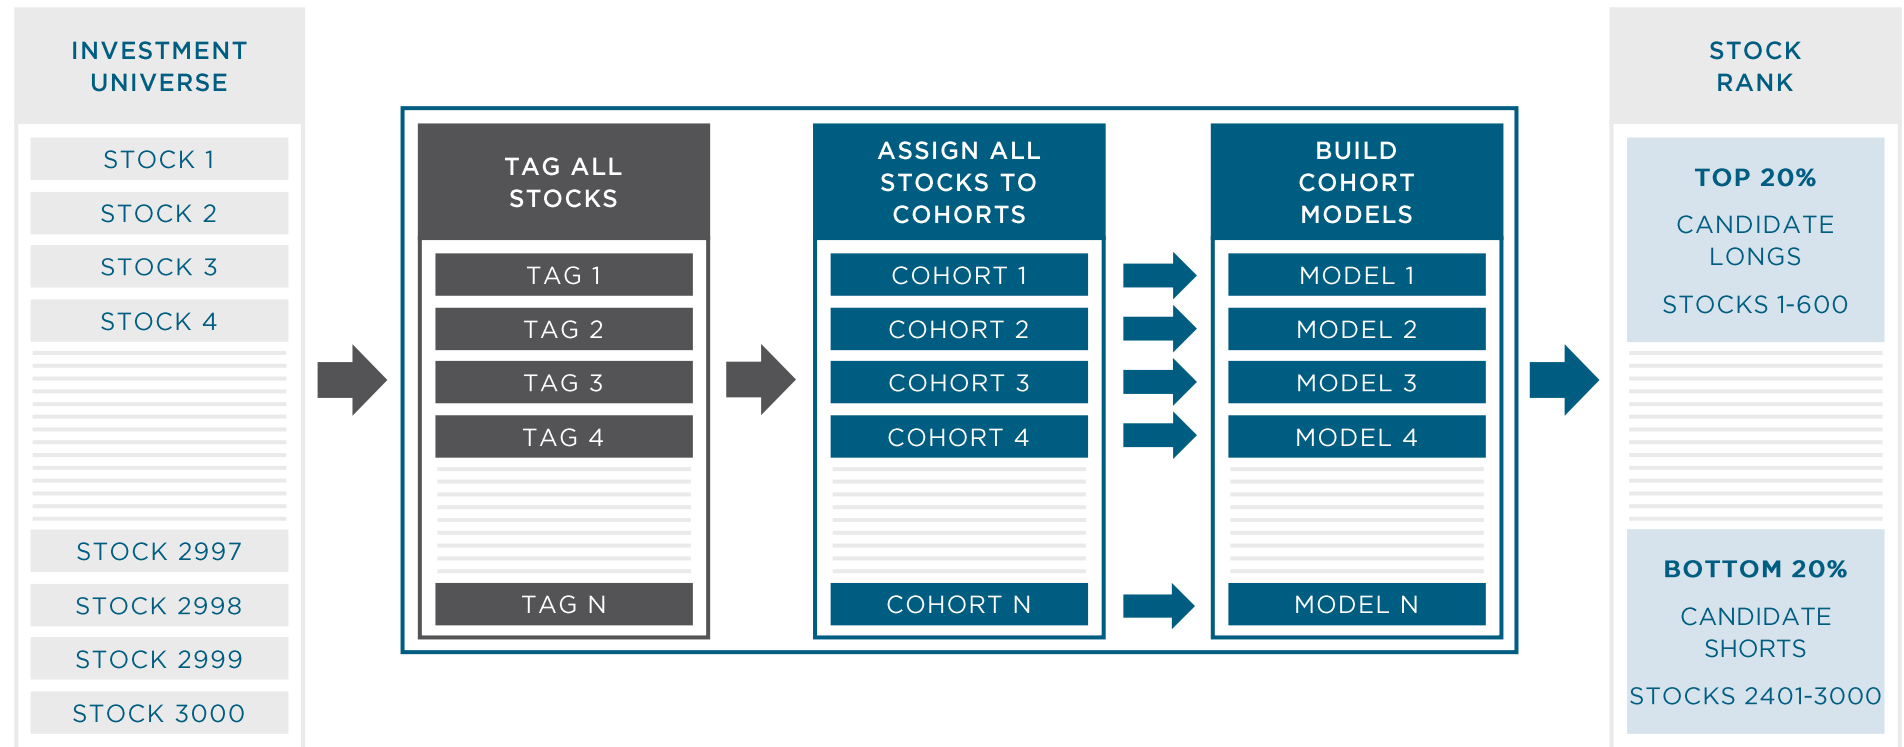 INVESTMENT
UNIVERSE
STOCK 1
STOCK 2
STOCK 3
STOCK 4
STOCK 2997
STOCK 2998
STOCK 2999
STOCK 3000
TAG ALL
STOCKS
TAG 1
TAG 2
TAG 3
TAG 4
TAG N
ASSIGN ALL
STOCKS TO
COHORTS
COHORT 1
COHORT 2
COHORT 3
COHORT 4
COHORT N
BUILD
COHORT
MODELS
MODEL 1
MODEL 2
MODEL 3
MODEL 4
MODEL N
STOCK
RANK
TOP 20%
CANDIDATE
LONGS
STOCKS 1-600
BOTTOM 20%
CANDIDATE
SHORTS
STOCKS 2401-3000